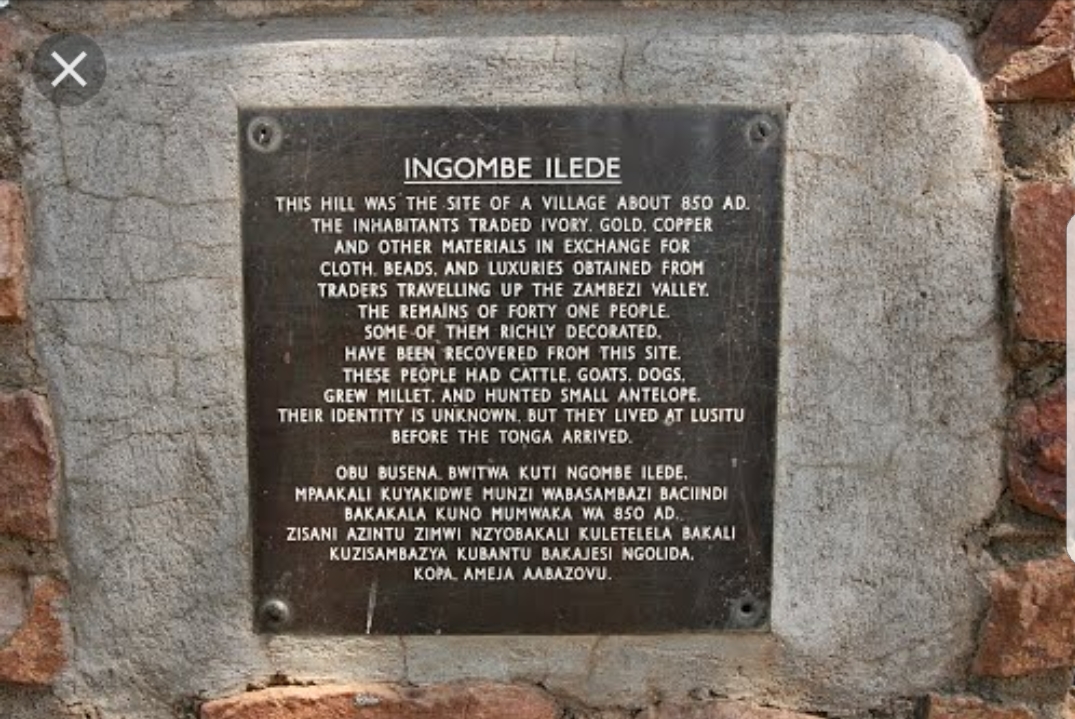 INGOMBE ILEDE
THIS HILL WAS THE SITE OF A VILLAGE ABOUT 850 AD.
THE INHABITANTS TRADED IVORY, GOLD, COPPER
AND OTHER MATERIALS IN EXCHANGE FOR
CLOTH, BEADS, AND LUXURIES OBTAINED FROM
TRADERS TRAVELLING UP THE ZAMBEZI VALLEY.
THE REMAINS OF FORTY ONE PEOPLE,
SOME OF THEM RICHLY DECORATED,
HAVE BEEN RECOVERED FROM THIS SITE.
THESE PEOPLE HAD CATTLE, GOATS, DOGS,
GREW MILLET, AND HUNTED SMALL ANTELOPE.
THEIR IDENTITY IS UNKNOWN, BUT THEY LIVED AT LUSITU
BEFORE THE TONGA ARRIVED.
OBU BUSENA, BWITWA KUTI NGOMBE ILEDE,
MPAAKALI KUYAKIDWE MUNZI WABASAMBAZI BACIINDI
BAKAKALA KUNO MUMWAKA WA 850 AD.
ZISANI AZINTU ZIMWI NZYOBAKALI KULETELELA BAKALI
KUZISAMBAZYA KUBANTU BAKAJESI NGOLIDA,
KOPA, AMEJA AABAZOVU.